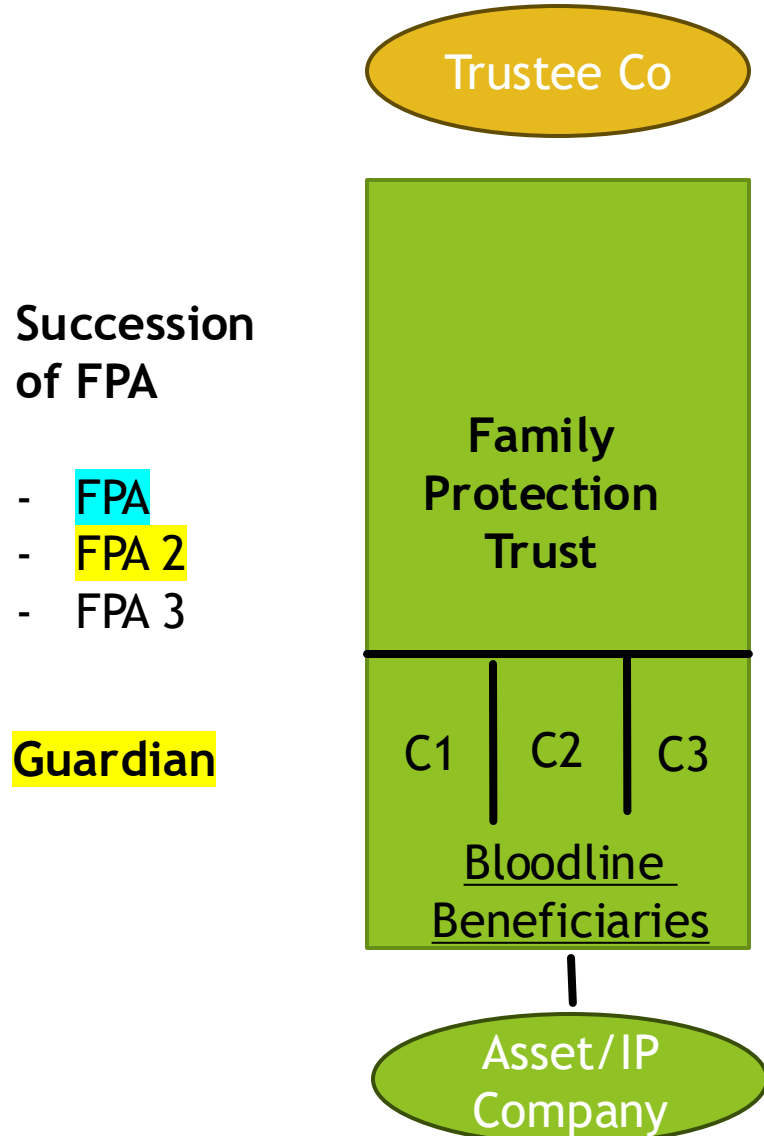 Trustee Co
Succession
of FPA
- FPA
- FPA 2
- FPA 3
Guardian
Family
Protection
Trust
C1
C2
C3
Bloodline
Beneficiaries
Asset/IP
Company